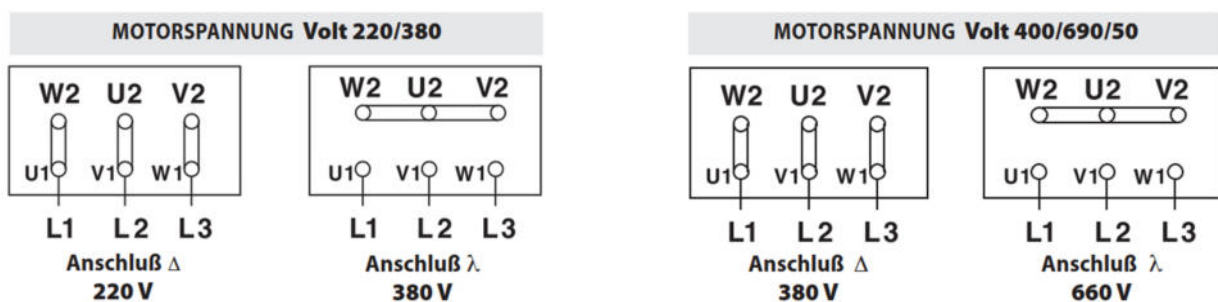 MOTORSPANNUNG Volt 220/380
W2 U2 V2
U1 V1 W1
L1 L2 L3
Anschluß Δ
220 V
W2 U2 V2
U1 V1 W1
L1 L2 L3
Anschluß λ
380 V
MOTORSPANNUNG Volt 400/690/50
W2 U2 V2
U1 V1 W1
L1 L2 L3
Anschluß Δ
380 V
W2 U2 V2
U1 V1 W1
L1 L2 L3
Anschluß λ
660 V